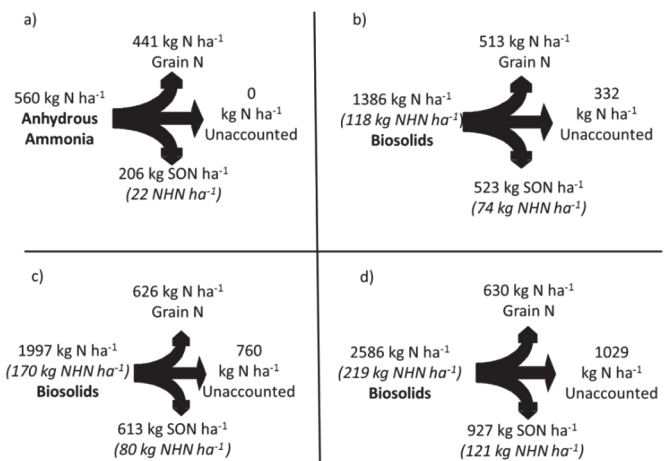 a)
441 kg N ha⁻¹
Grain N
560 kg N ha⁻¹
Anhydrous
Ammonia
0
kg N ha⁻¹
Unaccounted
206 kg SON ha⁻¹
(22 NHN ha⁻¹)
b)
513 kg N ha⁻¹
Grain N
1386 kg N ha⁻¹
(118 kg NHN ha⁻¹)
Biosolids
332
kg N ha⁻¹
Unaccounted
523 kg SON ha⁻¹
(74 kg NHN ha⁻¹)
c)
626 kg N ha⁻¹
Grain N
1997 kg N ha⁻¹
(170 kg NHN ha⁻¹)
Biosolids
760
kg N ha⁻¹
Unaccounted
613 kg SON ha⁻¹
(80 kg NHN ha⁻¹)
d)
630 kg N ha⁻¹
Grain N
2586 kg N ha⁻¹
(219 kg NHN ha⁻¹)
Biosolids
1029
kg N ha⁻¹
Unaccounted
927 kg SON ha⁻¹
(121 kg NHN ha⁻¹)